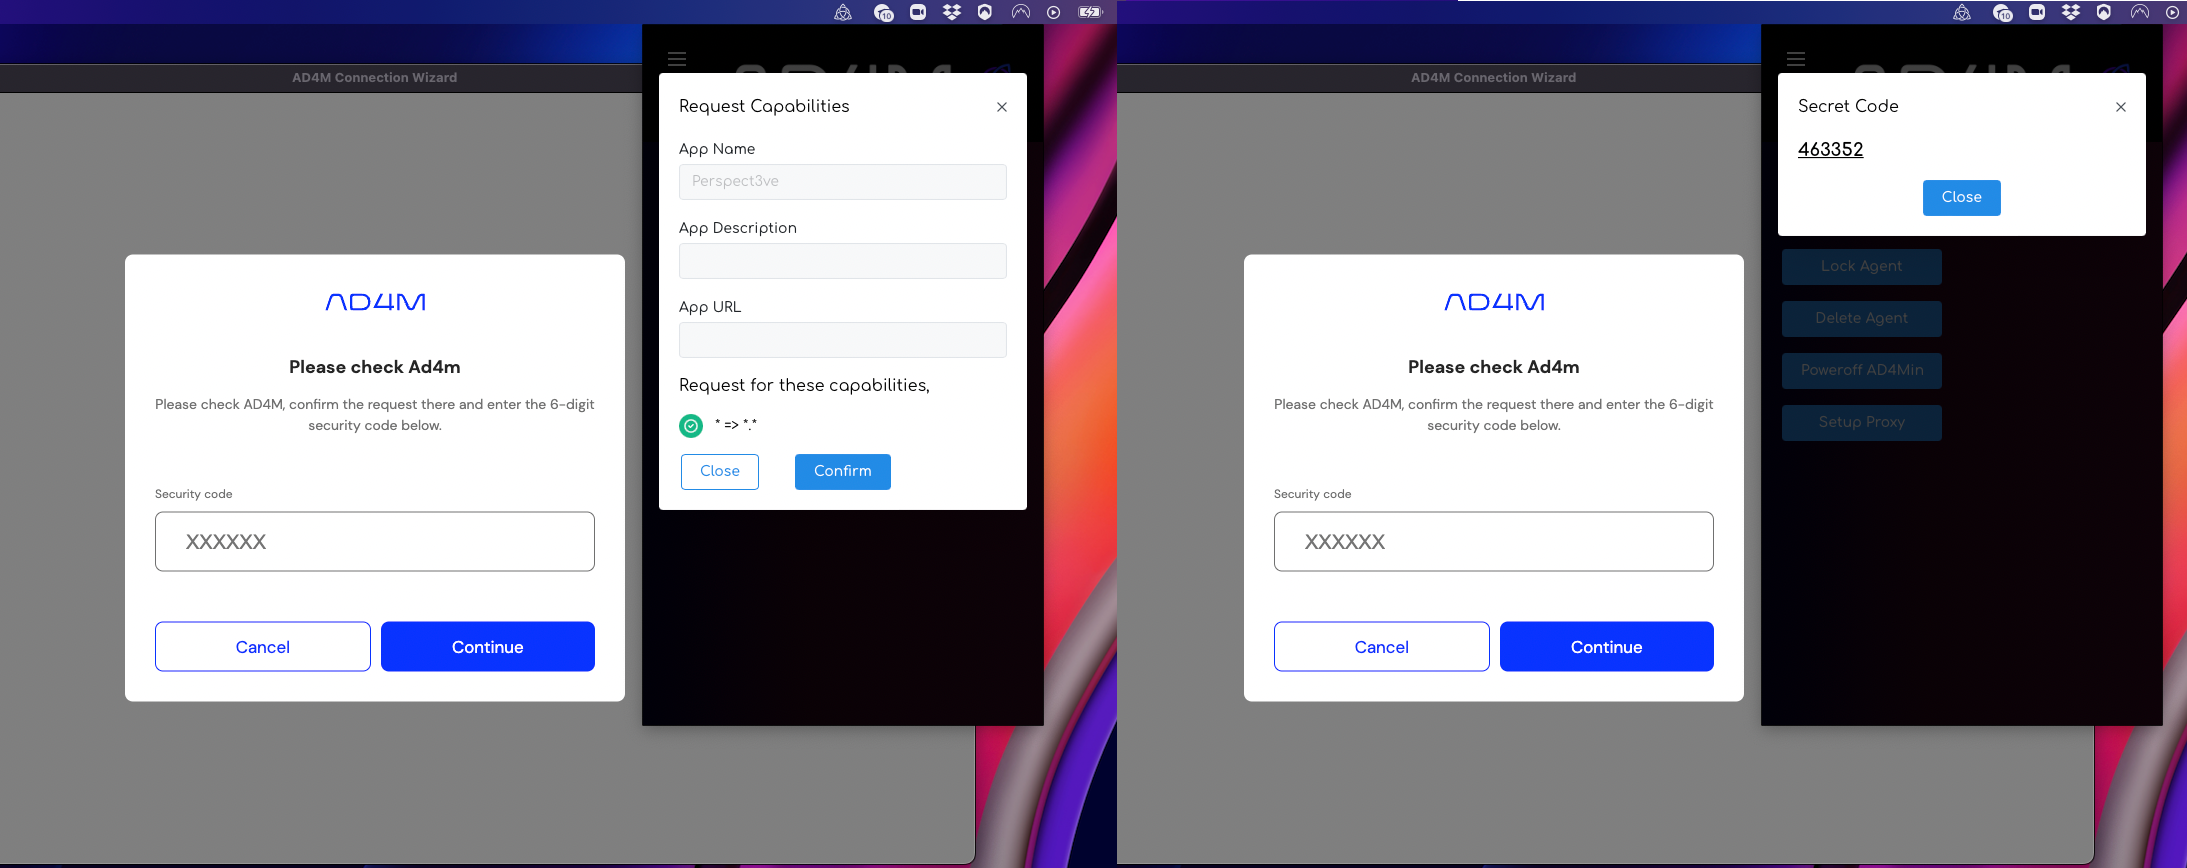 10
AD4M Connection Wizard
Request Capabilities
App Name
Perspect3ve
App Description
App URL
Request for these capabilities,
* => *.*
Close
Confirm
AD4M
Please check Ad4m
Please check AD4M, confirm the request there and enter the 6-digit
security code below.
Security code
XXXXXX
Cancel
Continue
10
AD4M Connection Wizard
Secret Code
463352
Close
Lock Agent
Delete Agent
Poweroff AD4Min
Setup Proxy
AD4M
Please check Ad4m
Please check AD4M, confirm the request there and enter the 6-digit
security code below.
Security code
XXXXXX
Cancel
Continue